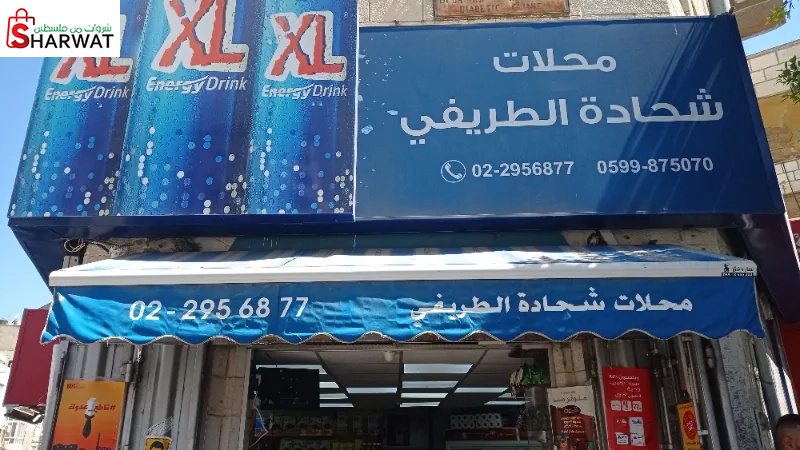 شروات من فلسطين
SHARWAT
XL
Energy Drink
XL
Energy Drink
XL
Energy Drink
محلات
شحادة الطريفي
02-2956877 0599-875070
02 - 295 68 77 محلات شحادة الطريفي